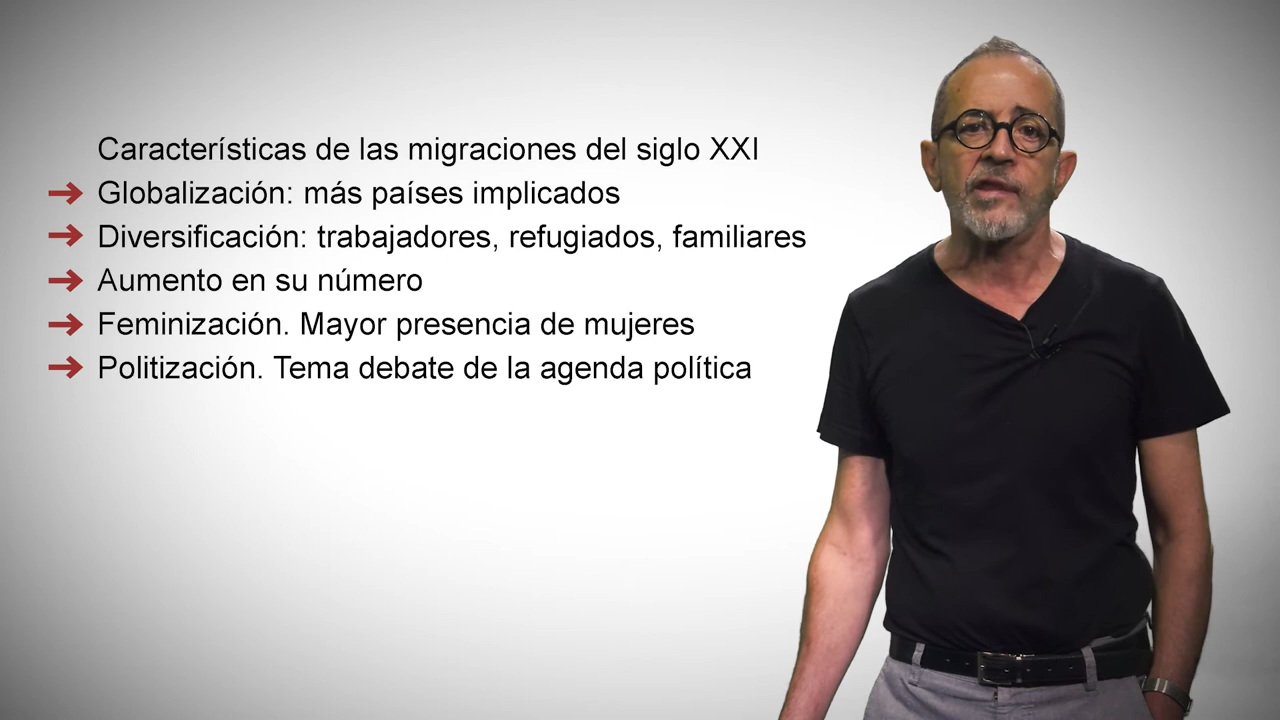 Características de las migraciones del siglo XXI
Globalización: más países implicados
Diversificación: trabajadores, refugiados, familiares
Aumento en su número
Feminización. Mayor presencia de mujeres
Politización. Tema debate de la agenda política